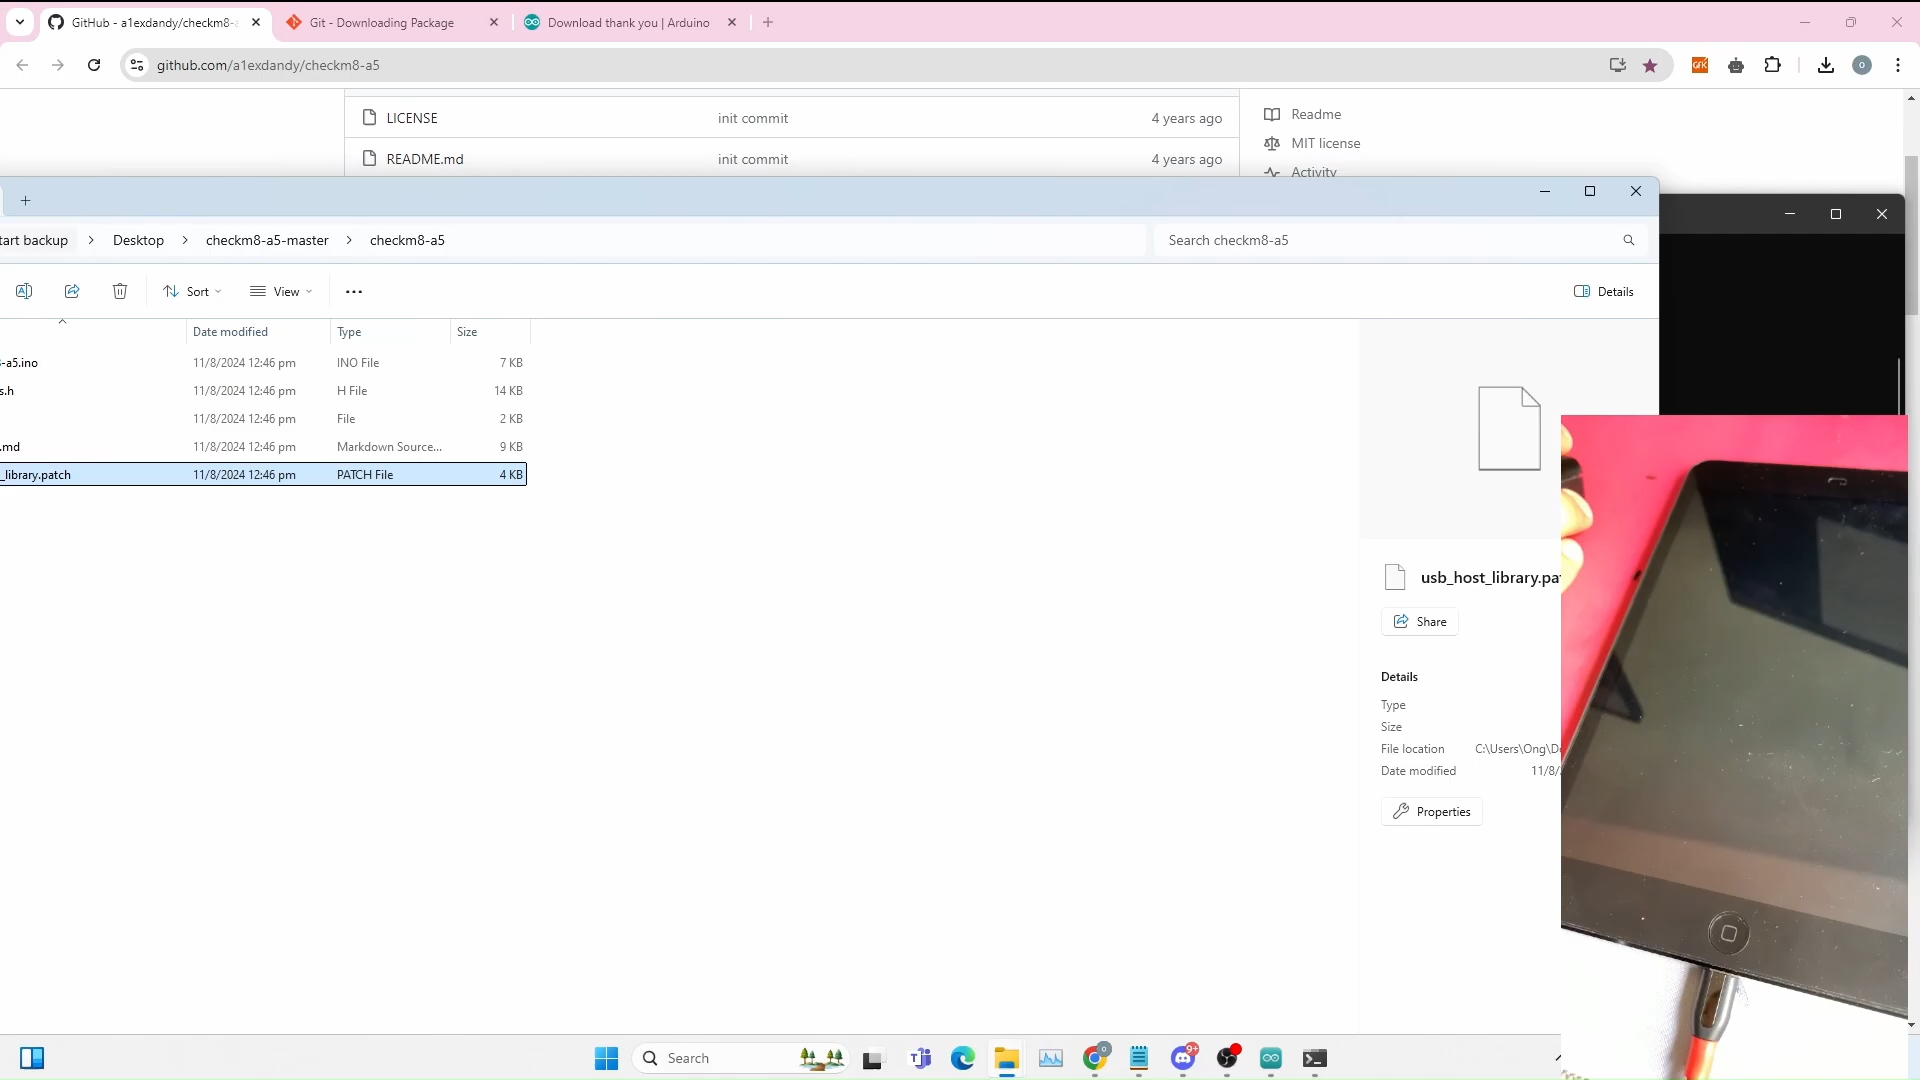 GitHub - a1exdandy/checkm8-a
Git - Downloading Package
Download thank you | Arduino
github.com/a1exdandy/checkm8-a5
GFK
O
LICENSE
init commit
4 years ago
README.md
init commit
4 years ago
Readme
MIT license
Activity
tart backup
Desktop
checkm8-a5-master
checkm8-a5
Search checkm8-a5
Sort
View
Details
Date modified
Type
Size
-a5.ino
11/8/2024 12:46 pm
INO File
7 KB
s.h
11/8/2024 12:46 pm
H File
14 KB
11/8/2024 12:46 pm
File
2 KB
.md
11/8/2024 12:46 pm
Markdown Source...
9 KB
_library.patch
11/8/2024 12:46 pm
PATCH File
4 KB
usb_host_library.pat
Share
Details
Type
Size
File location
C:\Users\Ong\De
Date modified
11/8/
Properties
Search
9+